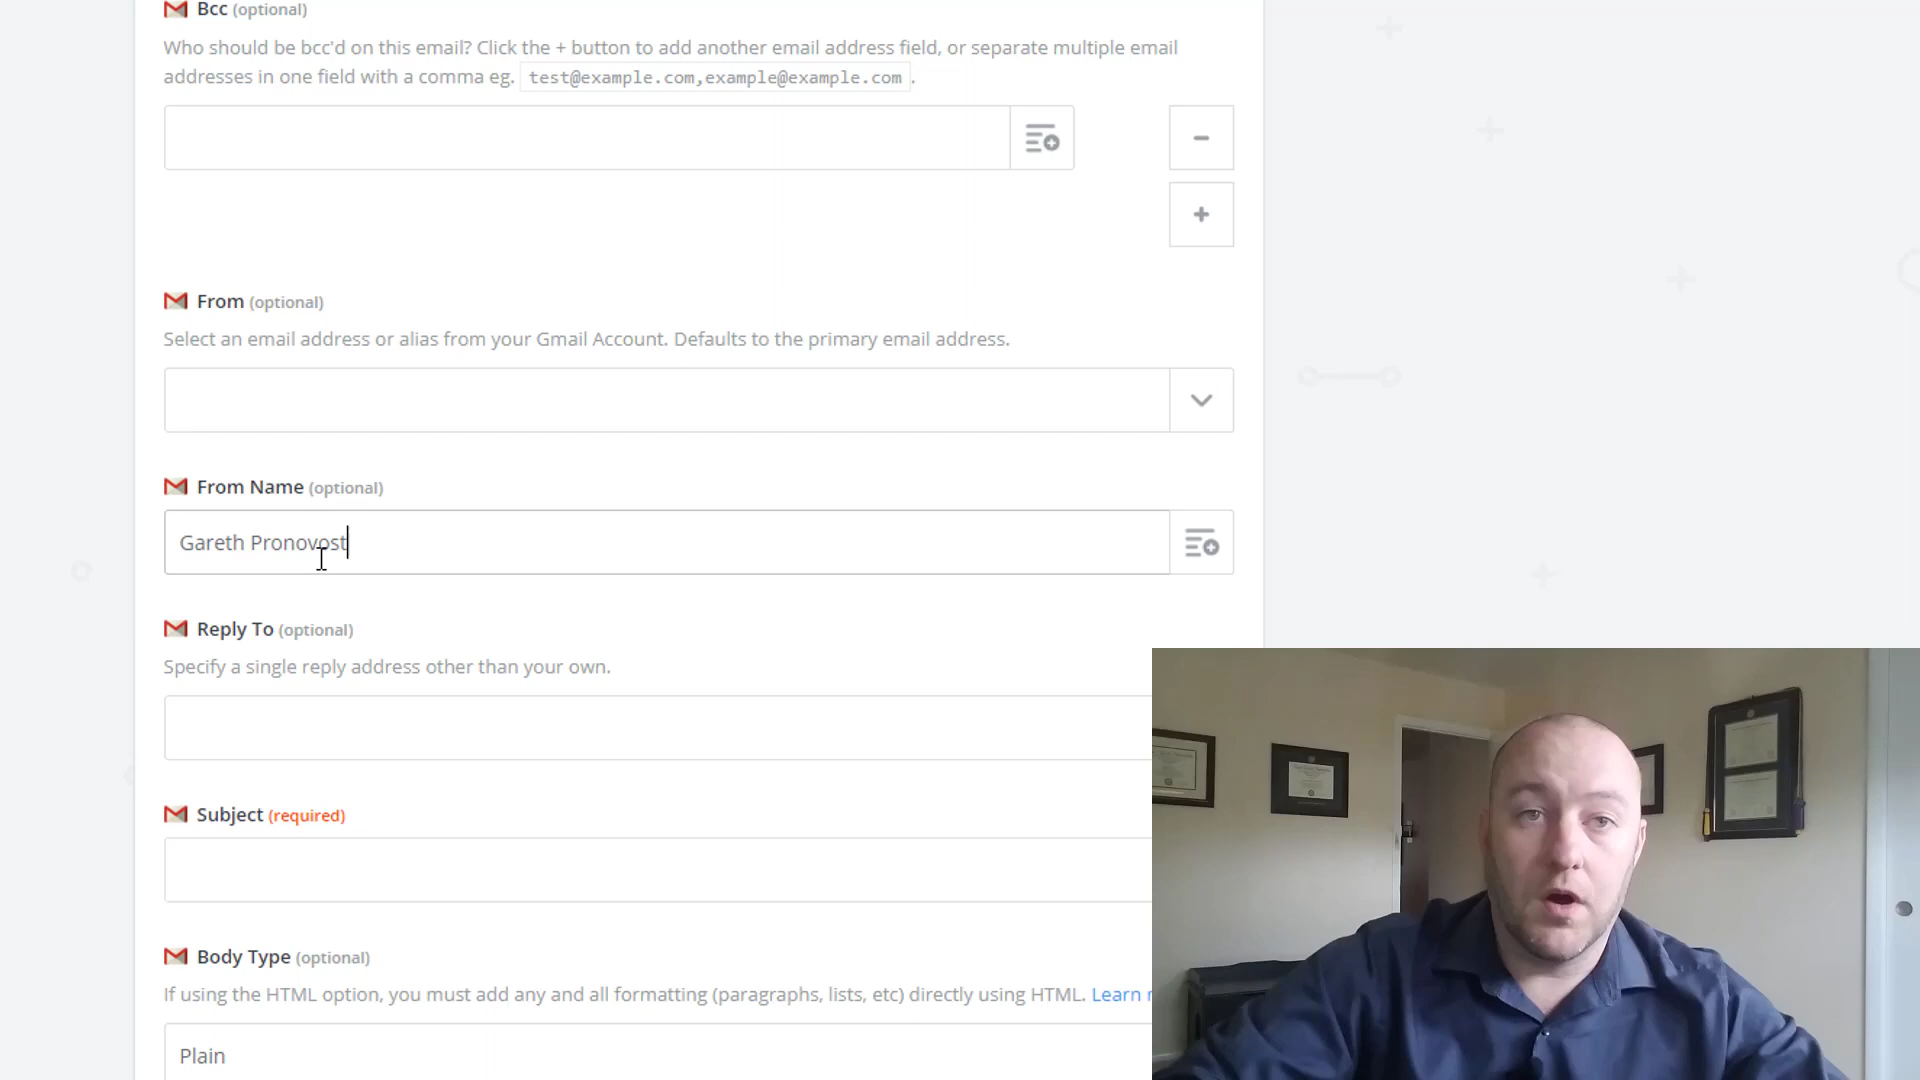 Bcc (optional)
Who should be bcc'd on this email? Click the + button to add another email address field, or separate multiple email
addresses in one field with a comma eg. test@example.com,example@example.com.
From (optional)
Select an email address or alias from your Gmail Account. Defaults to the primary email address.
From Name (optional)
Gareth Pronovost
Reply To (optional)
Specify a single reply address other than your own.
Subject (required)
Body Type (optional)
If using the HTML option, you must add any and all formatting (paragraphs, lists, etc) directly using HTML. Learn
Plain